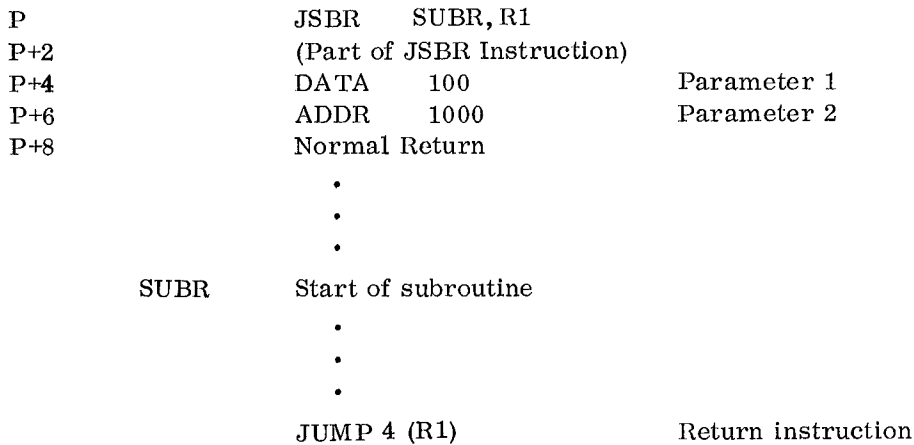 P JSBR SUBR, R1
P+2 (Part of JSBR Instruction)
P+4 DATA 100 Parameter 1
P+6 ADDR 1000 Parameter 2
P+8 Normal Return
.
.
.
SUBR Start of subroutine
.
.
.
JUMP 4 (R1) Return instruction